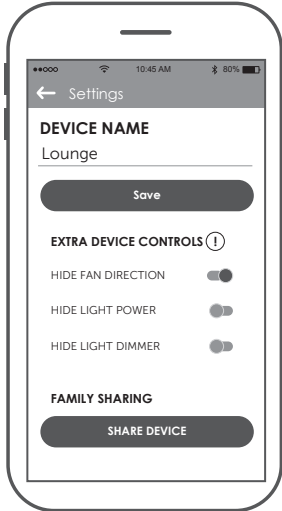 10:45 AM 80%
Settings
DEVICE NAME
Lounge
Save
EXTRA DEVICE CONTROLS !
HIDE FAN DIRECTION
HIDE LIGHT POWER
HIDE LIGHT DIMMER
FAMILY SHARING
SHARE DEVICE